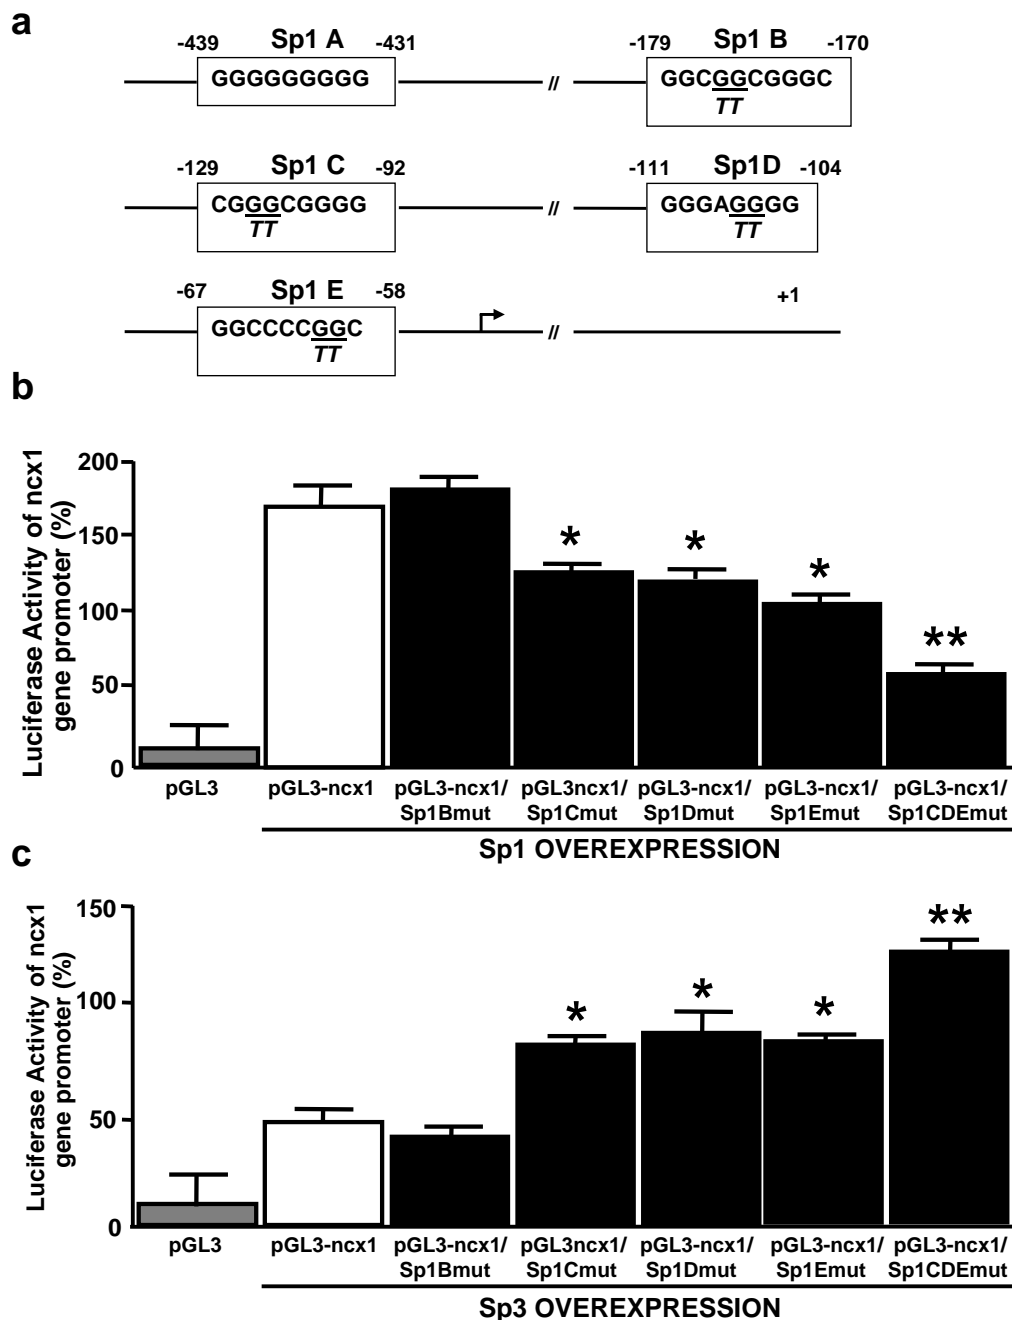 a
-439 Sp1 A -431
GGGGGGGGG
//
-179 Sp1 B -170
GGCGGCGGGC
TT
-129 Sp1 C -92
CGGGCGGGG
TT
//
-111 Sp1D -104
GGGAGGGG
TT
-67 Sp1 E -58
GGCCCCGGC
TT
//
+1
b
Luciferase Activity of ncx1
gene promoter (%)
200
150
100
50
0
*
*
*
**
pGL3
pGL3-ncx1
pGL3-ncx1/
Sp1Bmut
pGL3ncx1/
Sp1Cmut
pGL3-ncx1/
Sp1Dmut
pGL3-ncx1/
Sp1Emut
pGL3-ncx1/
Sp1CDEmut
Sp1 OVEREXPRESSION
c
Luciferase Activity of ncx1
gene promoter (%)
150
100
50
0
*
*
*
**
pGL3
pGL3-ncx1
pGL3-ncx1/
Sp1Bmut
pGL3ncx1/
Sp1Cmut
pGL3-ncx1/
Sp1Dmut
pGL3-ncx1/
Sp1Emut
pGL3-ncx1/
Sp1CDEmut
Sp3 OVEREXPRESSION